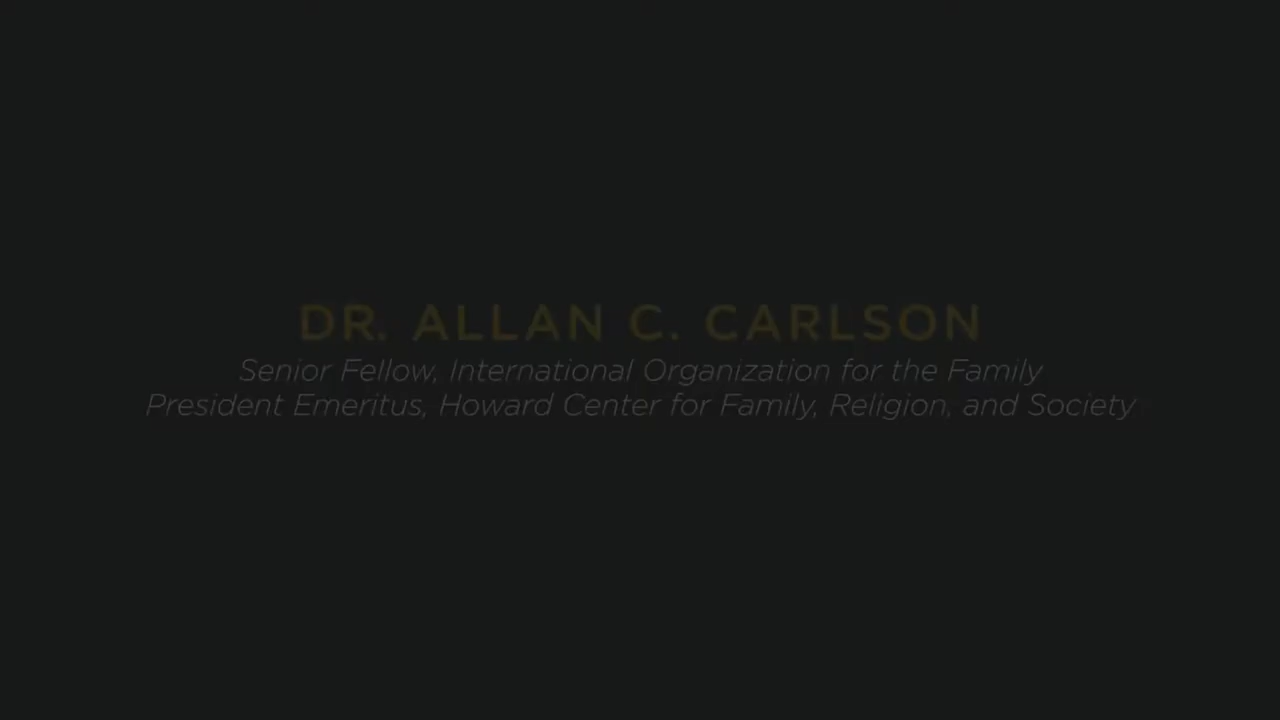 DR. ALLAN C. CARLSON
Senior Fellow, International Organization for the Family
President Emeritus, Howard Center for Family, Religion, and Society